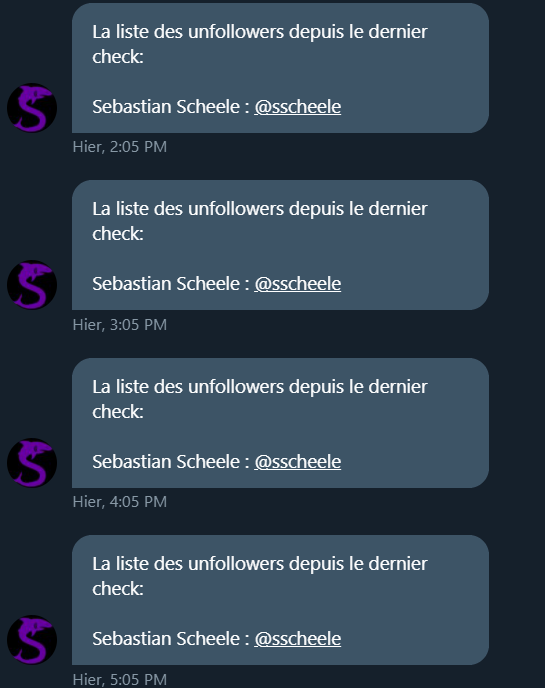 La liste des unfollowers depuis le dernier
check:
Sebastian Scheele : @sscheele
Hier, 2:05 PM
La liste des unfollowers depuis le dernier
check:
Sebastian Scheele : @sscheele
Hier, 3:05 PM
La liste des unfollowers depuis le dernier
check:
Sebastian Scheele : @sscheele
Hier, 4:05 PM
La liste des unfollowers depuis le dernier
check:
Sebastian Scheele : @sscheele
Hier, 5:05 PM